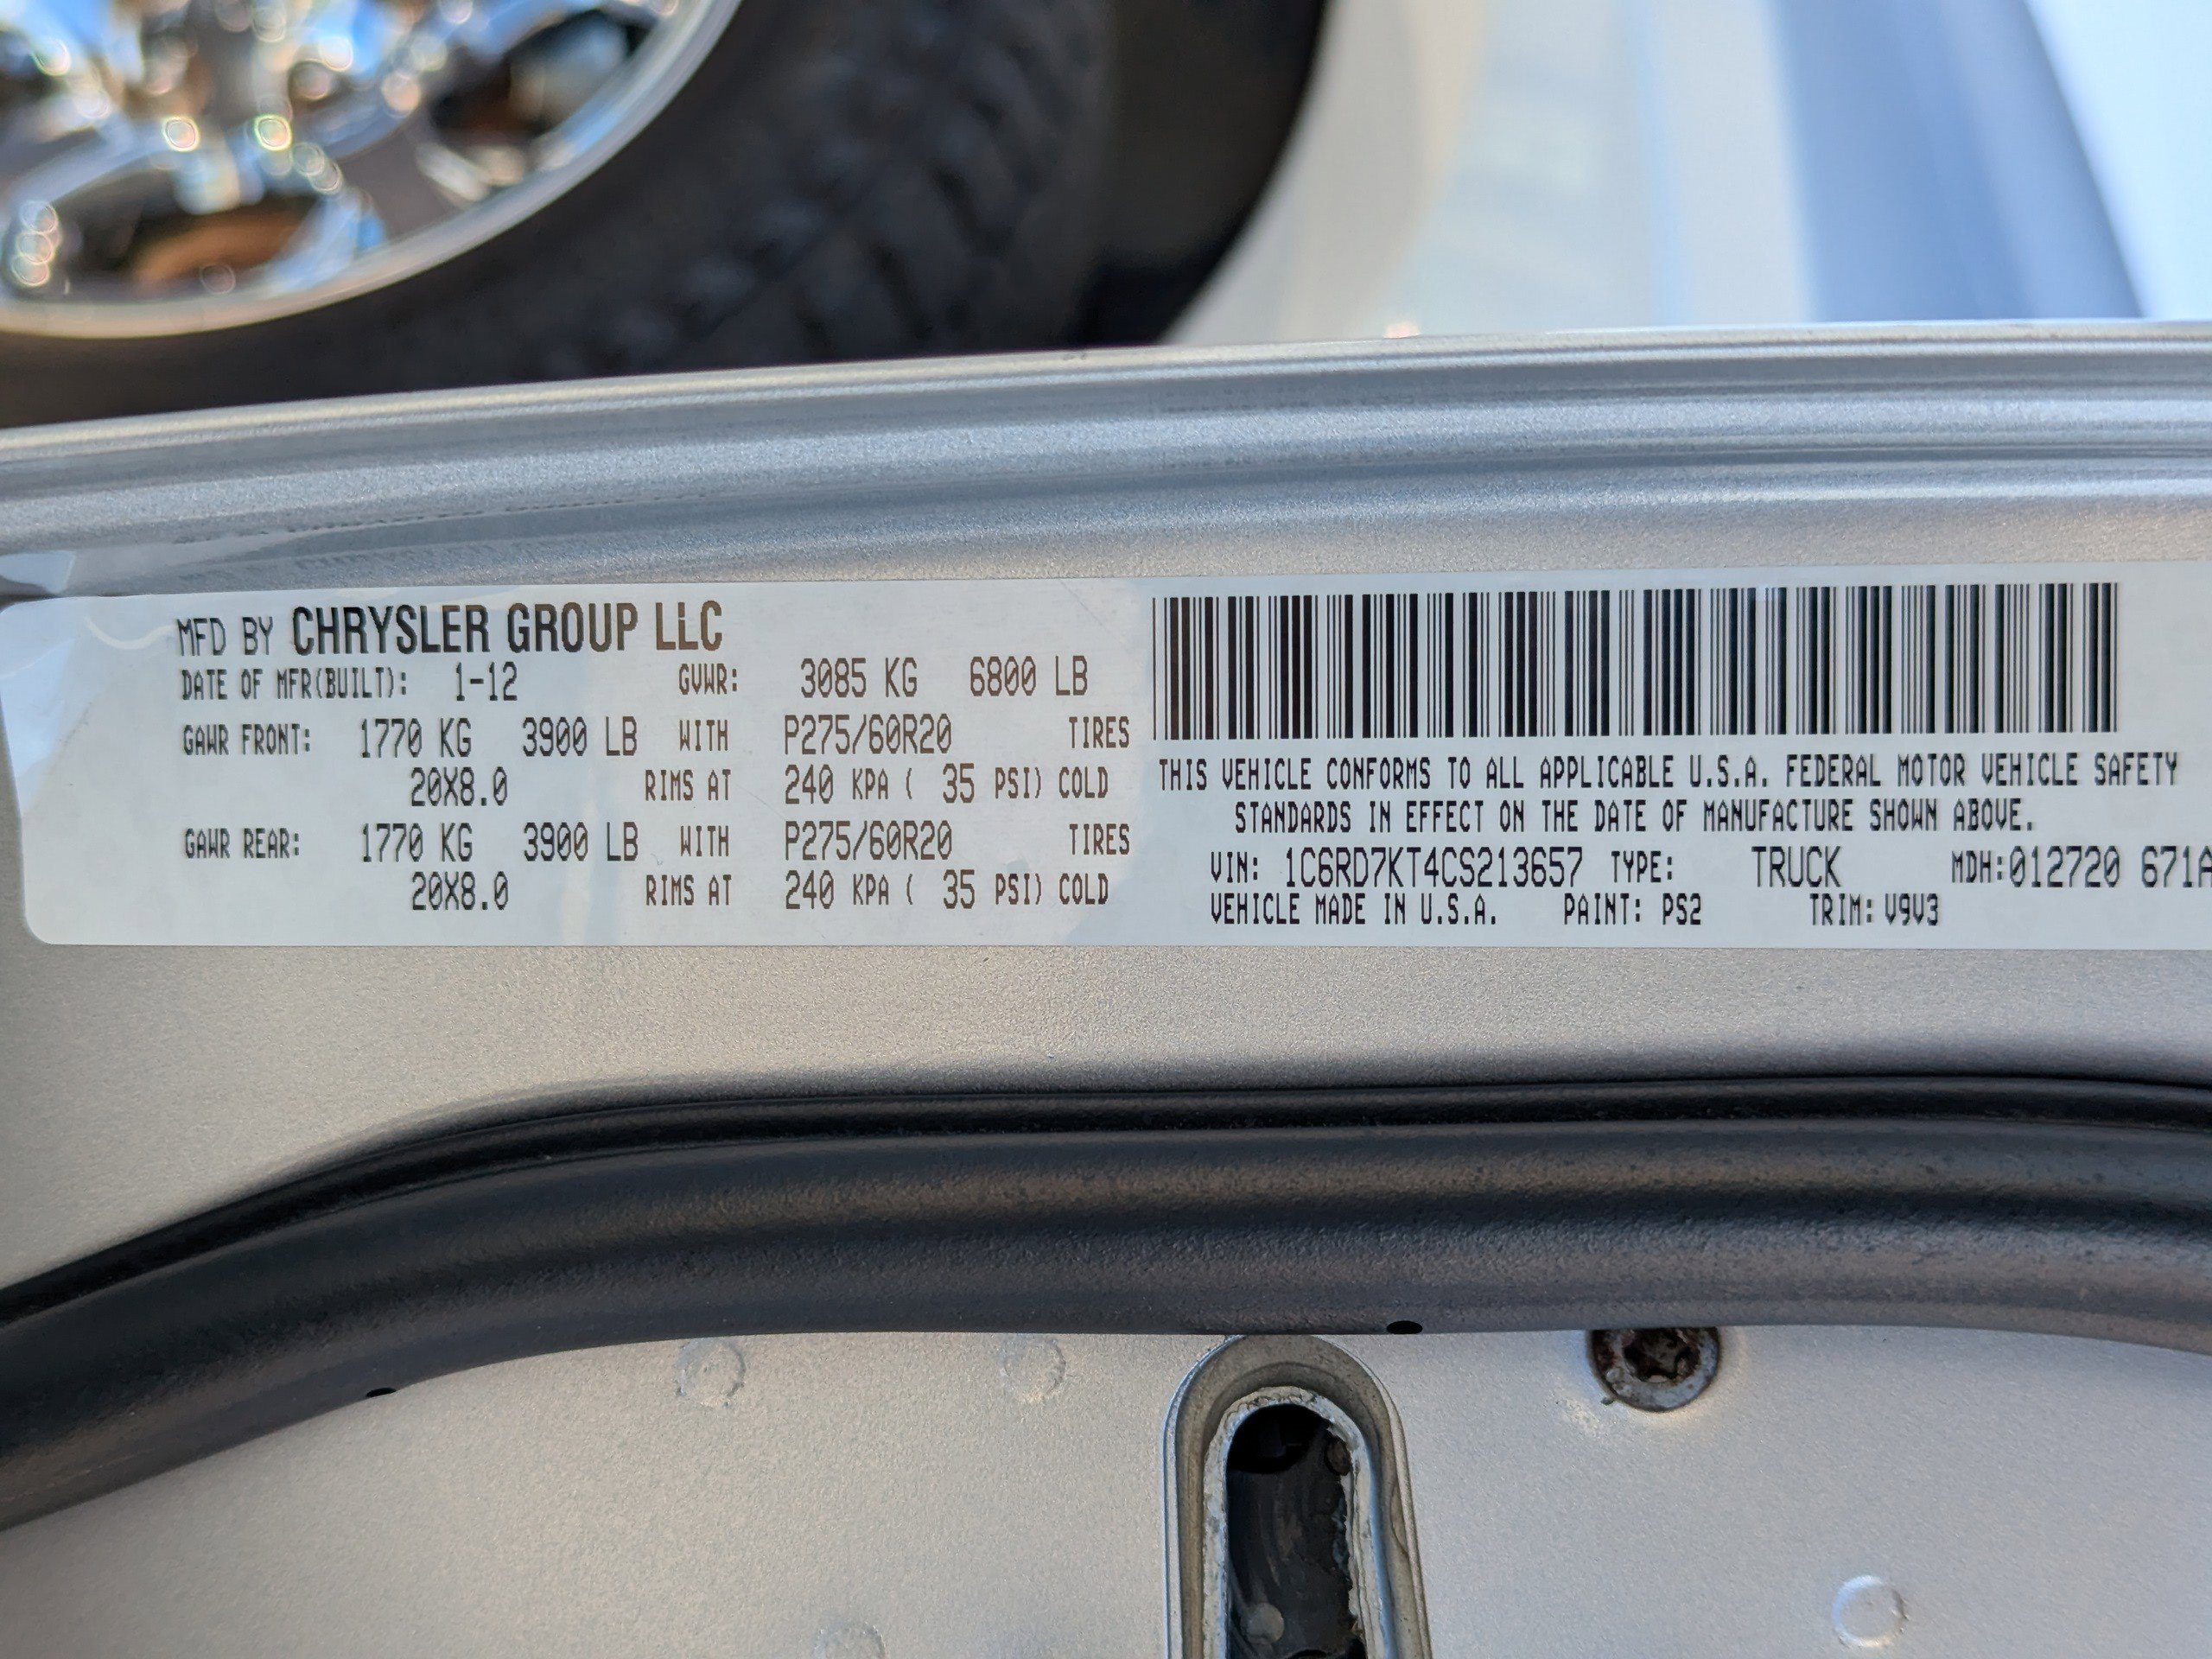 MFD BY CHRYSLER GROUP LLC
DATE OF MFR(BUILT): 1-12 GVWR: 3085 KG 6800 LB
GAWR FRONT: 1770 KG 3900 LB WITH P275/60R20 TIRES
20X8.0 RIMS AT 240 KPA ( 35 PSI) COLD
GAWR REAR: 1770 KG 3900 LB WITH P275/60R20 TIRES
20X8.0 RIMS AT 240 KPA ( 35 PSI) COLD
THIS VEHICLE CONFORMS TO ALL APPLICABLE U.S.A. FEDERAL MOTOR VEHICLE SAFETY
STANDARDS IN EFFECT ON THE DATE OF MANUFACTURE SHOWN ABOVE.
VIN: 1C6RD7KT4CS213657 TYPE: TRUCK MDH:012720 671A
VEHICLE MADE IN U.S.A. PAINT: PS2 TRIM: V9V3